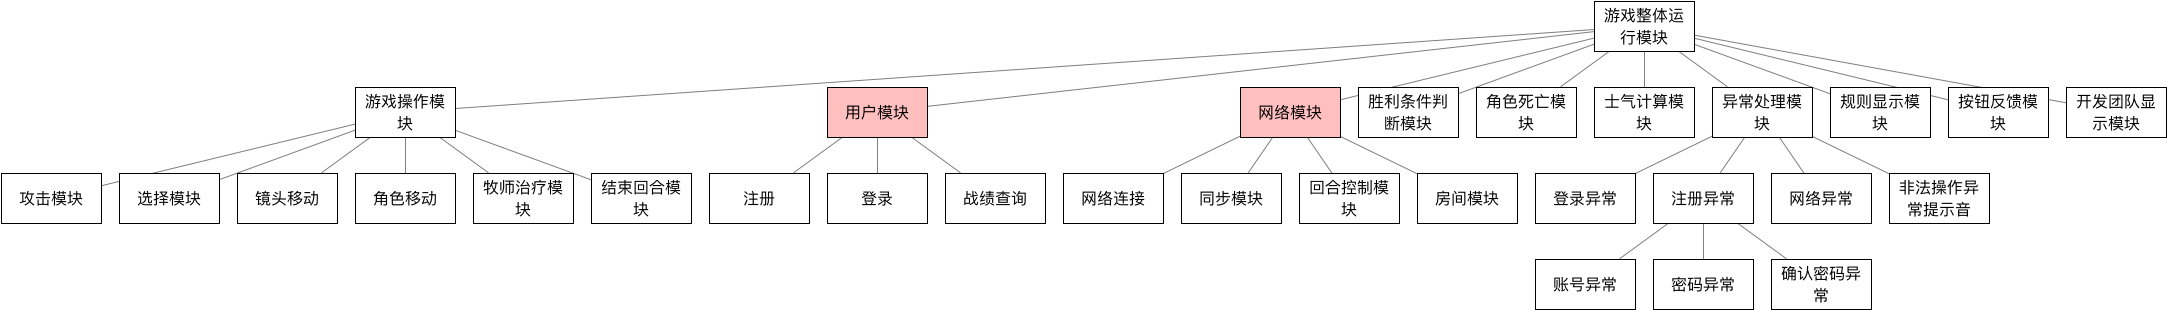 游戏整体运
行模块
游戏操作模
块
用户模块
网络模块
胜利条件判
断模块
角色死亡模
块
士气计算模
块
异常处理模
块
规则显示模
块
按钮反馈模
块
开发团队显
示模块
攻击模块
选择模块
镜头移动
角色移动
牧师治疗模
块
结束回合模
块
注册
登录
战绩查询
网络连接
同步模块
回合控制模
块
房间模块
登录异常
注册异常
网络异常
非法操作异
常提示音
账号异常
密码异常
确认密码异
常